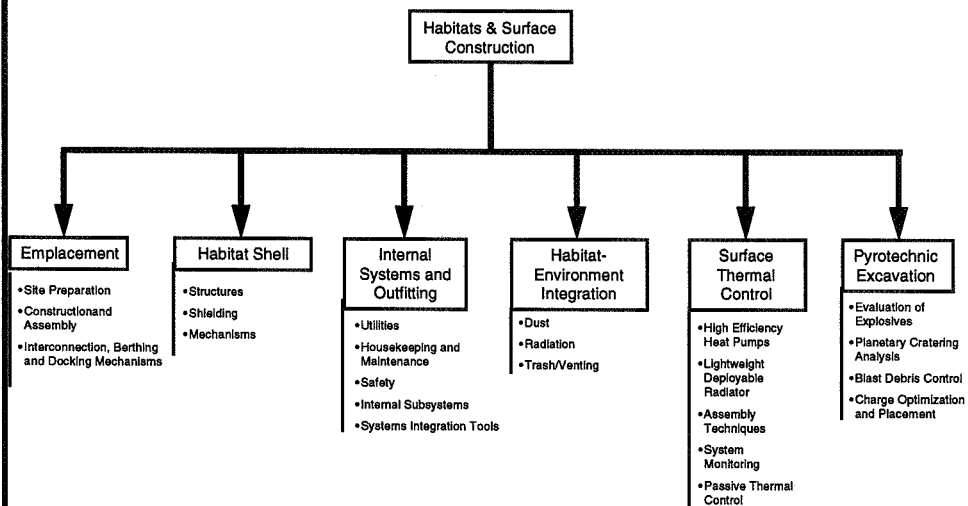 Habitats & Surface
Construction
Emplacement
•Site Preparation
•Constructionand
Assembly
•Interconnection, Berthing
and Docking Mechanisms
Habitat Shell
•Structures
•Shielding
•Mechanisms
Internal
Systems and
Outfitting
•Utilities
•Housekeeping and
Maintenance
•Safety
•Internal Subsystems
•Systems Integration Tools
Habitat-
Environment
Integration
•Dust
•Radiation
•Trash/Venting
Surface
Thermal
Control
•High Efficiency
Heat Pumps
•Lightweight
Deployable
Radiator
•Assembly
Techniques
•System
Monitoring
•Passive Thermal
Control
Pyrotechnic
Excavation
•Evaluation of
Explosives
•Planetary Cratering
Analysis
•Blast Debris Control
•Charge Optimization
and Placement